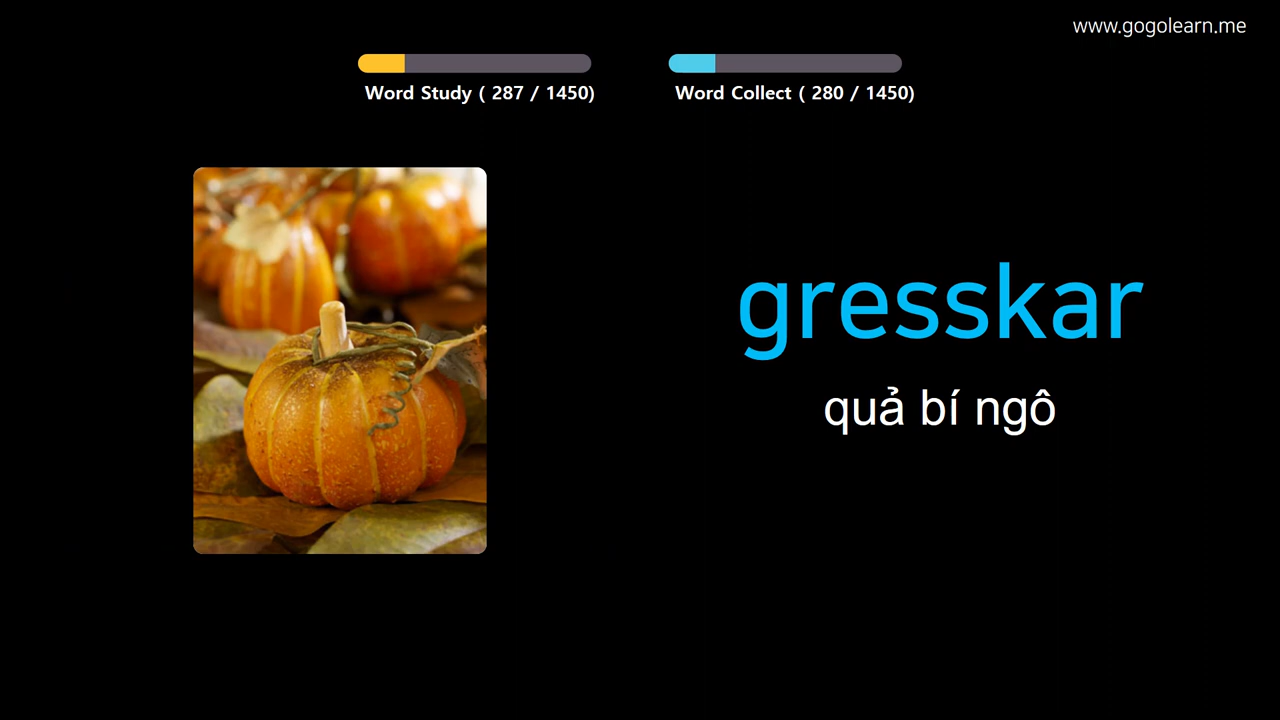 www.gogolearn.me
Word Study ( 287 / 1450)
Word Collect ( 280 / 1450)
gresskar
quả bí ngô